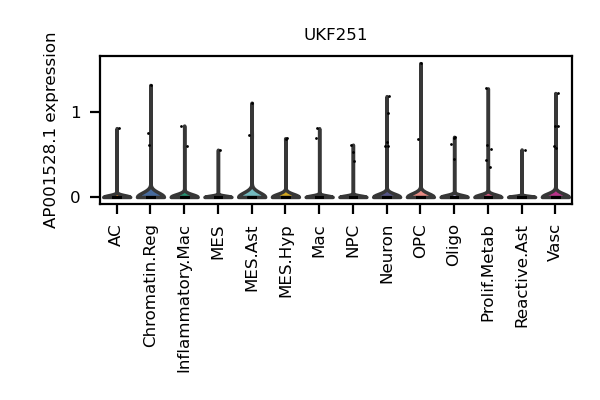 UKF251
AP001528.1 expression
1
0
AC
Chromatin.Reg
Inflammatory.Mac
MES
MES.Ast
MES.Hyp
Mac
NPC
Neuron
OPC
Oligo
Prolif.Metab
Reactive.Ast
Vasc